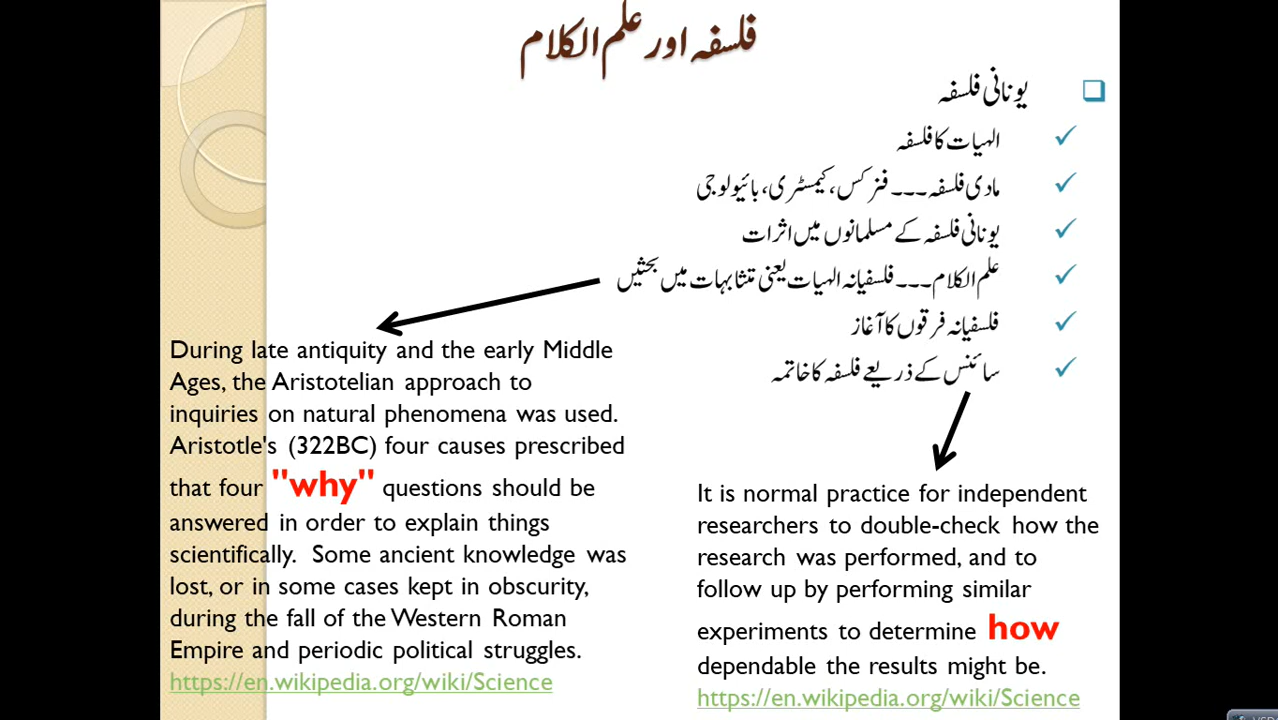 فلسفہ اور علم الکلام
یونانی فلسفہ
الہیات کا فلسفہ
مادی فلسفہ۔۔۔ فزکس، کیمسٹری، بائیولوجی
یونانی فلسفہ کے مسلمانوں میں اثرات
علم الکلام۔۔۔ فلسفیانہ الہیات یعنی متشابہات میں بحثیں
فلسفیانہ فرقوں کا آغاز
سائنس کے ذریعے فلسفہ کا خاتمہ
During late antiquity and the early Middle
Ages, the Aristotelian approach to
inquiries on natural phenomena was used.
Aristotle's (322BC) four causes prescribed
that four "why" questions should be
answered in order to explain things
scientifically. Some ancient knowledge was
lost, or in some cases kept in obscurity,
during the fall of the Western Roman
Empire and periodic political struggles.
https://en.wikipedia.org/wiki/Science
It is normal practice for independent
researchers to double-check how the
research was performed, and to
follow up by performing similar
experiments to determine how
dependable the results might be.
https://en.wikipedia.org/wiki/Science